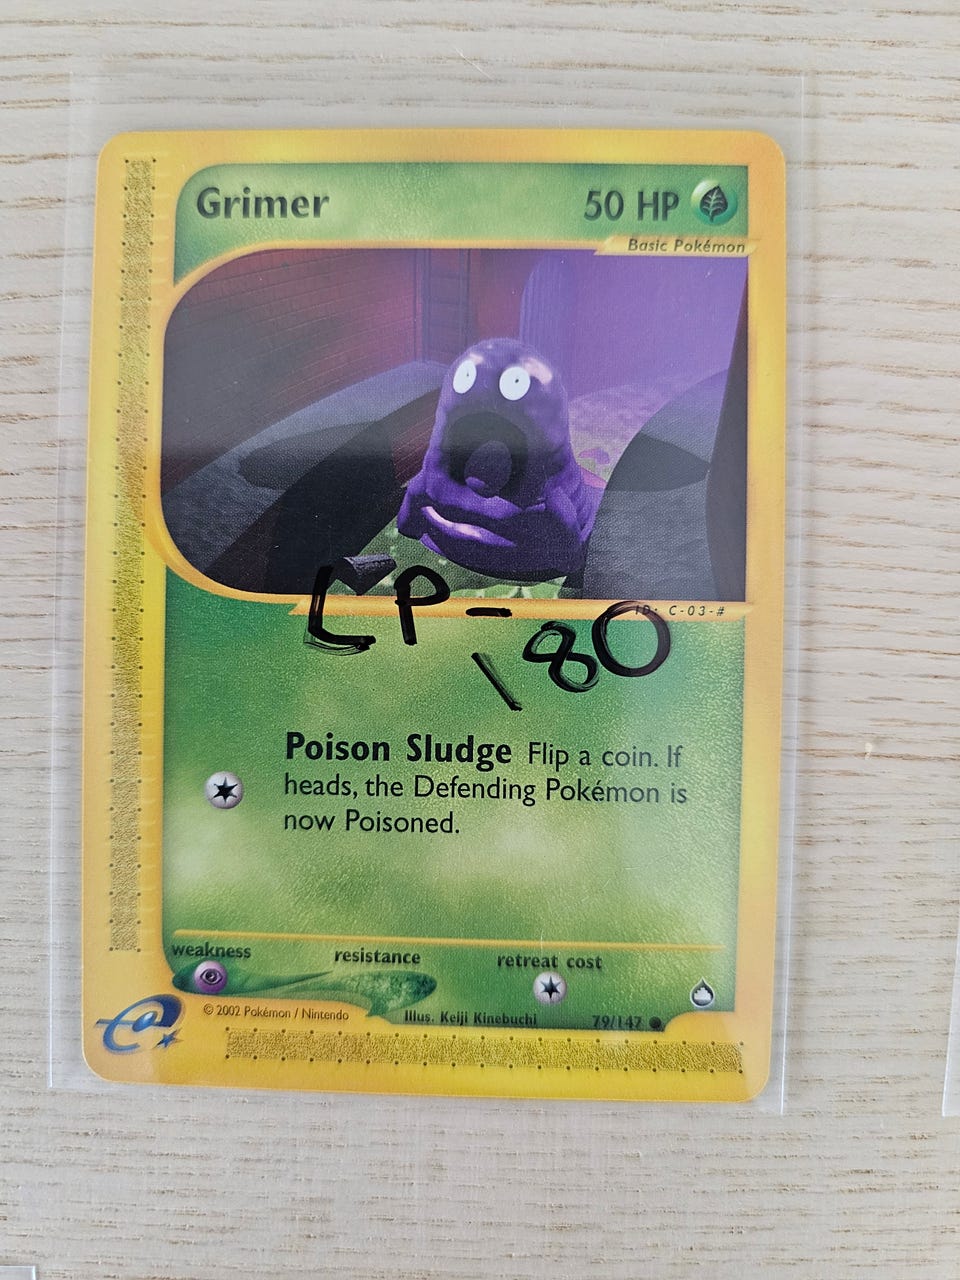 Grimer 50 HP
Basic Pokémon
ID: C-03-#
LP-
180
Poison Sludge Flip a coin. If
heads, the Defending Pokémon is
now Poisoned.
weakness resistance retreat cost
© 2002 Pokémon / Nintendo Illus. Keiji Kinebuchi 79/147
e